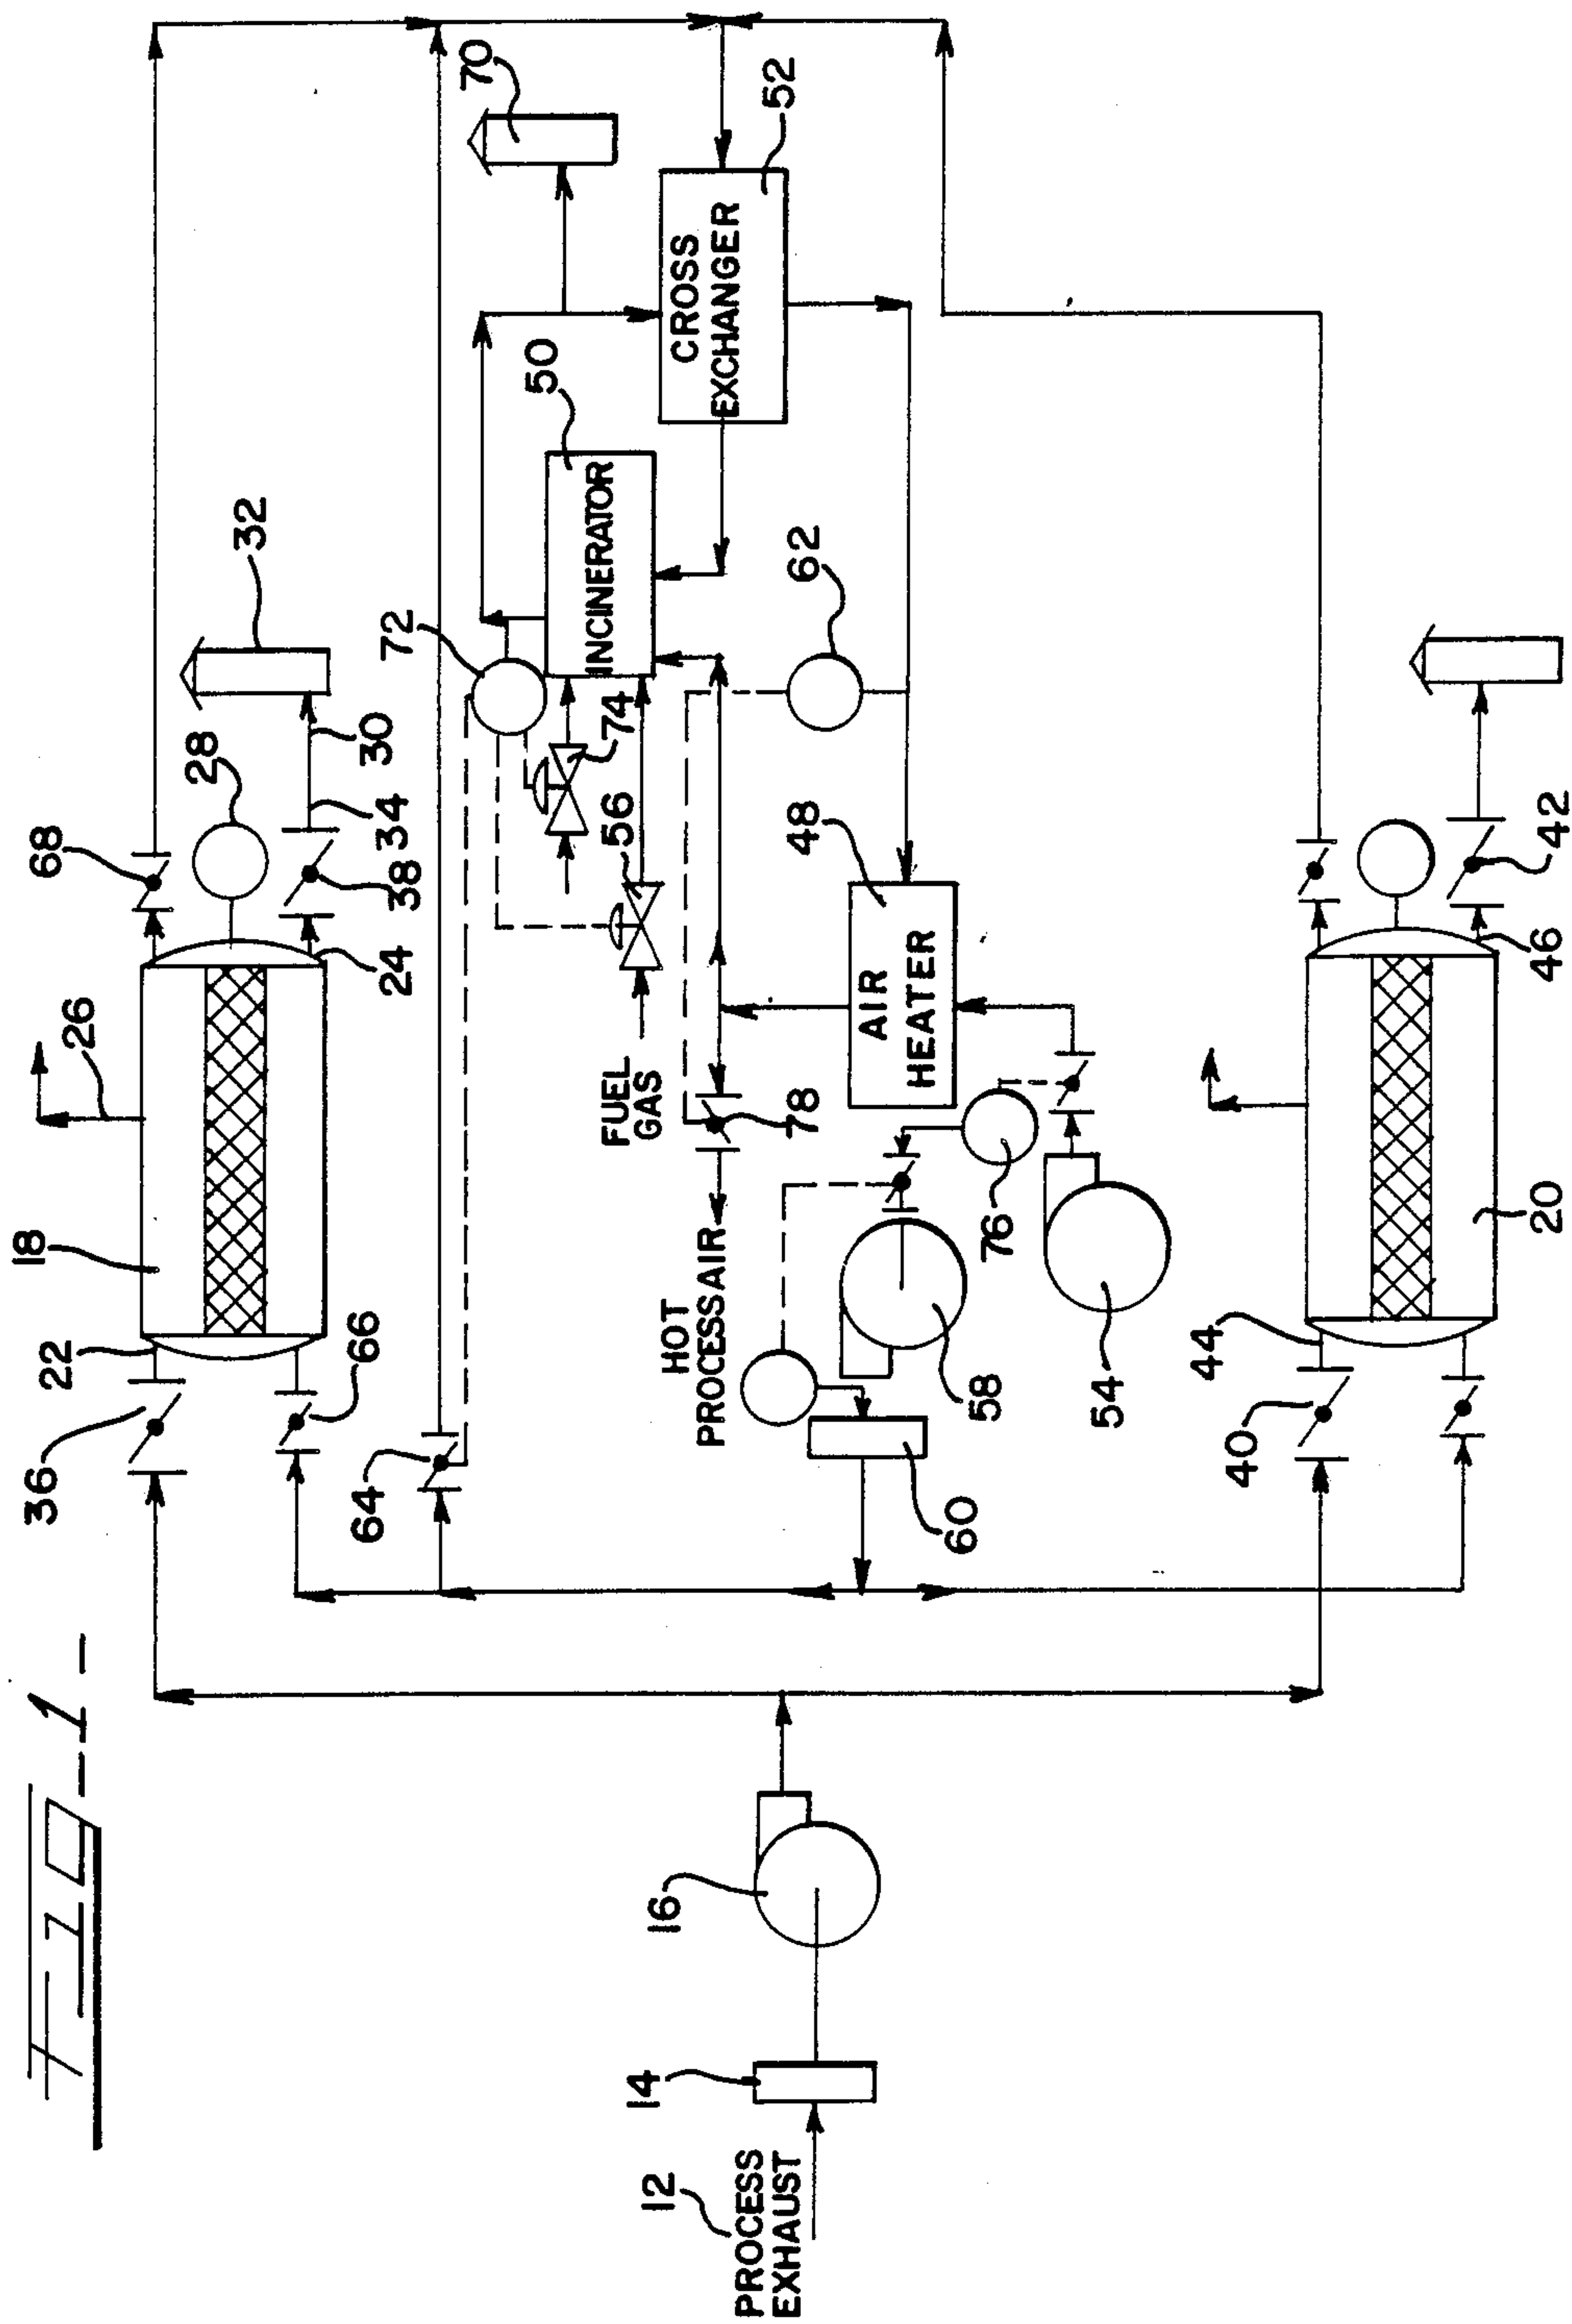 FIG-1-
12
PROCESS
EXHAUST
14
16
36
22
18
26
68
28
32
66
24
38
34
30
64
72
50
70
FUEL
GAS
56
74
INCINERATOR
CROSS
EXCHANGER
52
HOT
PROCESS AIR
78
62
60
58
76
54
AIR
HEATER
48
40
44
20
46
42